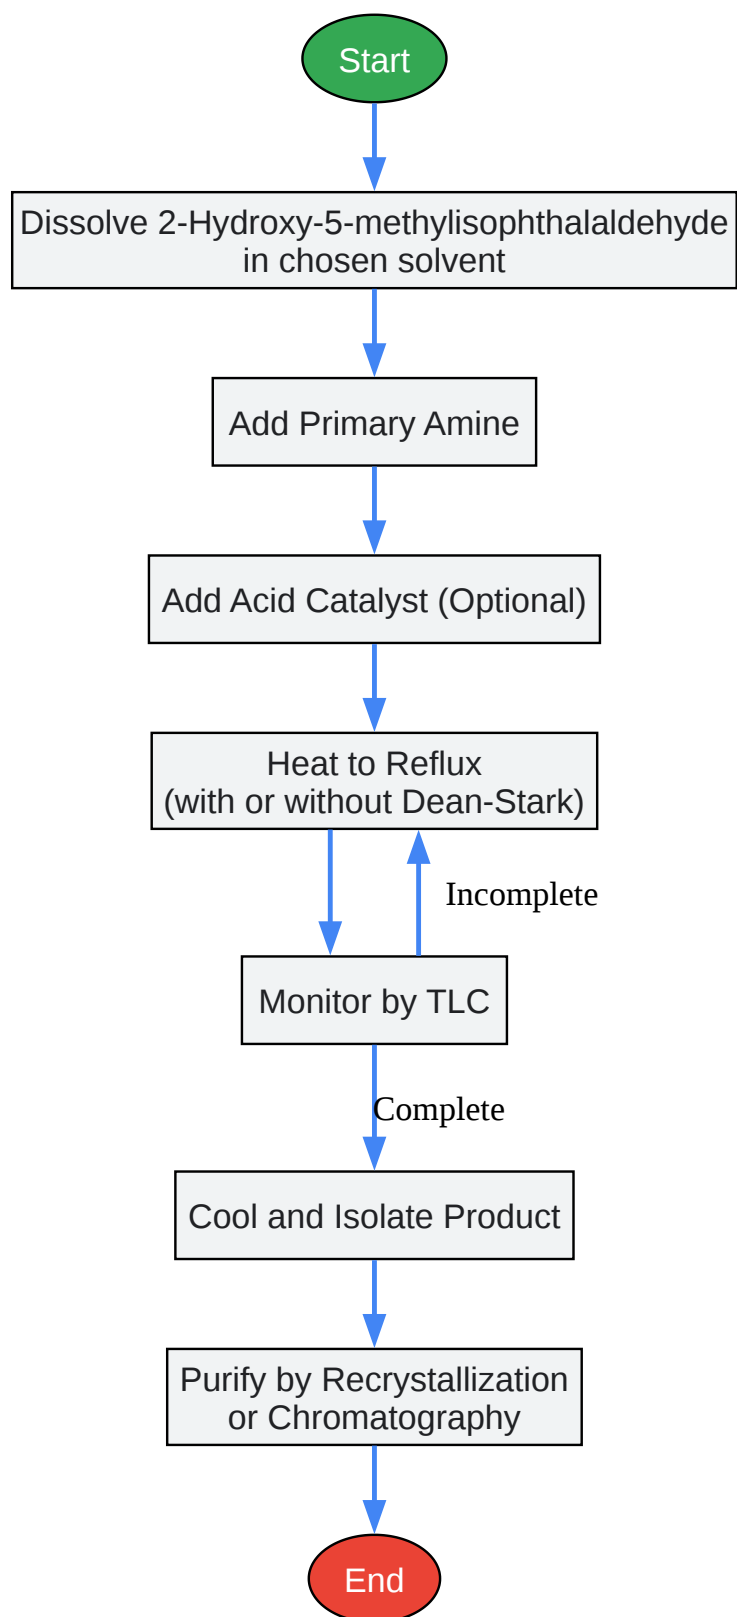 Start
Dissolve 2-Hydroxy-5-methylisophthalaldehyde
in chosen solvent
Add Primary Amine
Add Acid Catalyst (Optional)
Heat to Reflux
(with or without Dean-Stark)
Incomplete
Monitor by TLC
Complete
Cool and Isolate Product
Purify by Recrystallization
or Chromatography
End